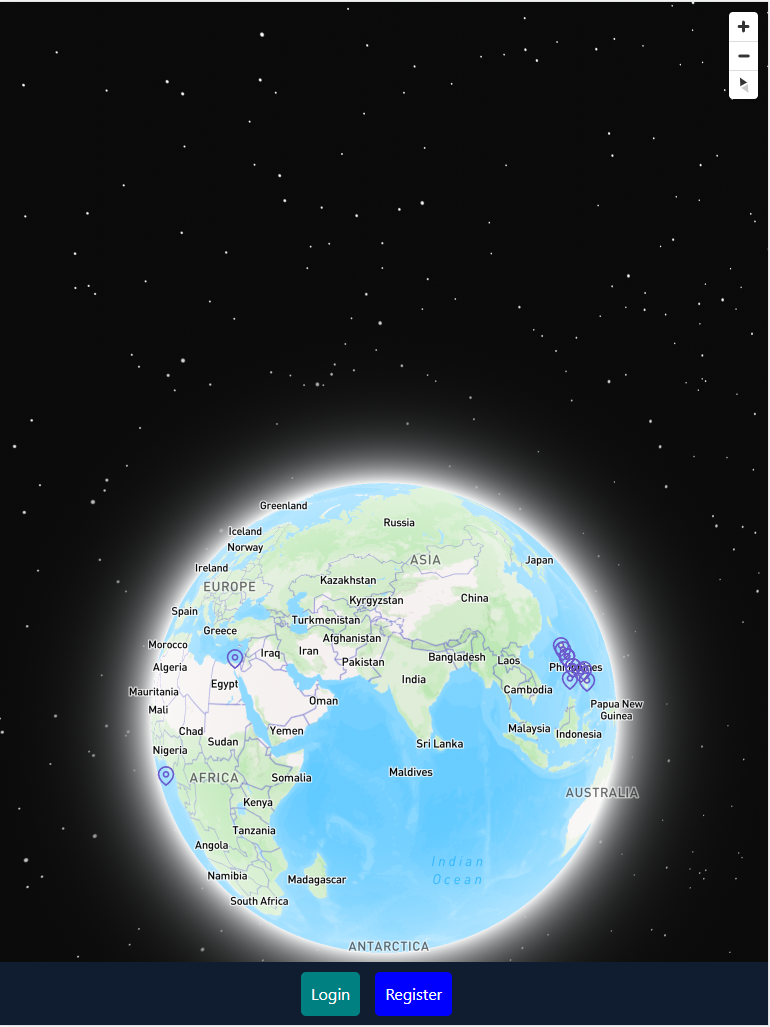 Greenland
Russia
Iceland
Norway
ASIA
Japan
Ireland
EUROPE
Kazakhstan
Kyrgyzstan
China
Spain
Turkmenistan
Greece
Afghanistan
Morocco
Iraq
Iran
Pakistan
Bangladesh
Laos
Algeria
Philippines
Egypt
India
Cambodia
Mauritania
Oman
Papua New
Guinea
Mali
Chad
Yemen
Malaysia
Indonesia
Sudan
Sri Lanka
Nigeria
AFRICA
Somalia
Maldives
AUSTRALIA
Kenya
Tanzania
Angola
Indian
Ocean
Namibia
Madagascar
South Africa
ANTARCTICA
Login
Register